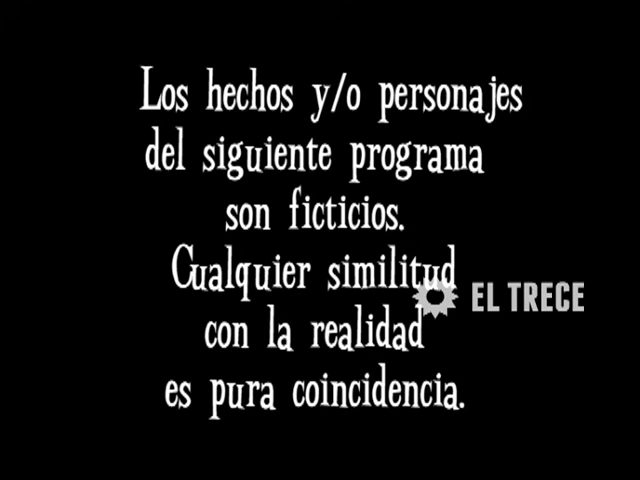 Los hechos y/o personajes
del siguiente programa
son ficticios.
Cualquier similitud
EL TRECE
con la realidad
es pura coincidencia.